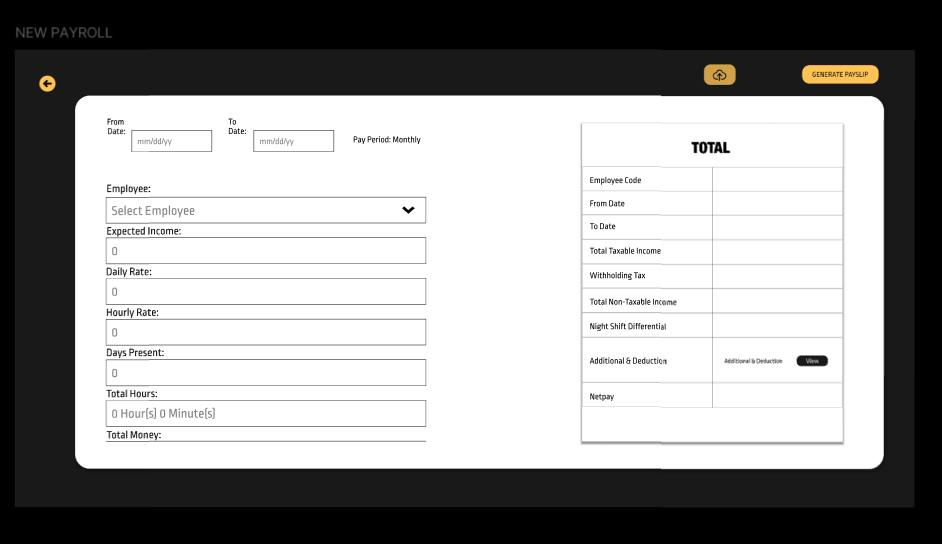 NEW PAYROLL
GENERATE PAYSLIP
From
Date:
mm/dd/yy
To
Date:
mm/dd/yy
Pay Period: Monthly
Employee:
Select Employee
Expected Income:
0
Daily Rate:
0
Hourly Rate:
0
Days Present:
0
Total Hours:
0 Hour(s) 0 Minute(s)
Total Money:
TOTAL
Employee Code
From Date
To Date
Total Taxable Income
Withholding Tax
Total Non-Taxable Income
Night Shift Differential
Additional & Deduction Additional & Deduction View
Netpay